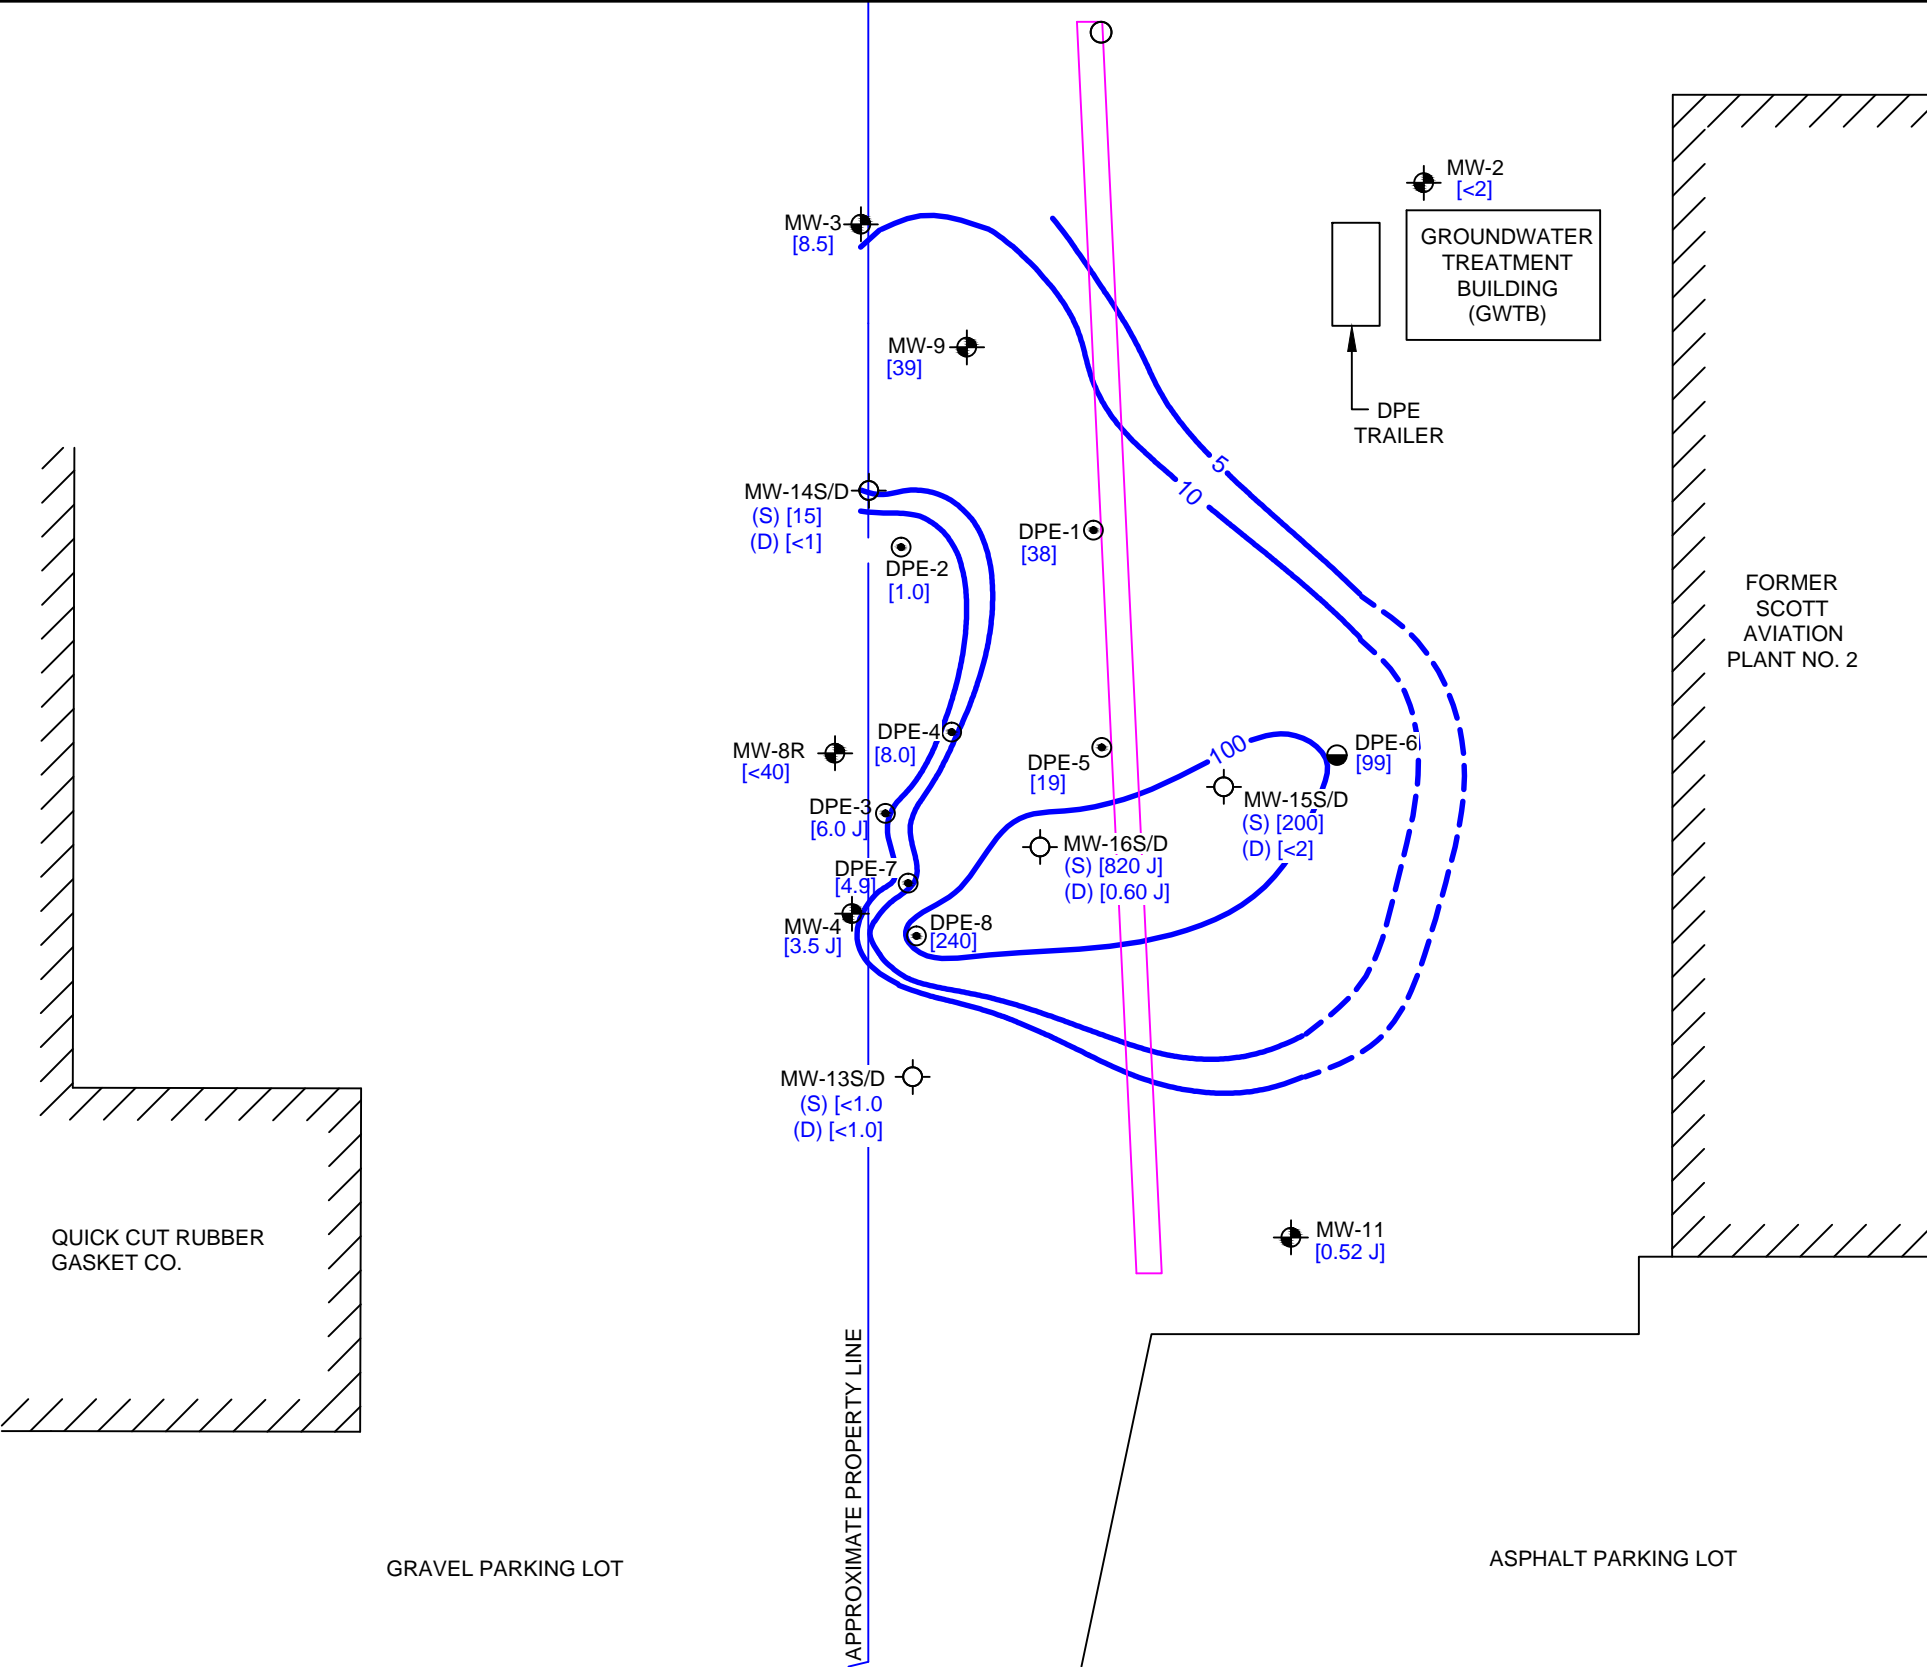 MW-2
[<2]
MW-3
[8.5]
GROUNDWATER
TREATMENT
BUILDING
(GWTB)
MW-9
[39]
DPE
TRAILER
5
10
MW-14S/D
(S) [15]
(D) [<1]
DPE-1
[38]
DPE-2
[1.0]
FORMER
SCOTT
AVIATION
PLANT NO. 2
DPE-4
[8.0]
MW-8R
[<40]
DPE-5
[19]
100
DPE-6
[99]
MW-15S/D
(S) [200]
(D) [<2]
DPE-3
[6.0 J]
MW-16S/D
(S) [820 J]
(D) [0.60 J]
DPE-7
[4.9]
MW-4
[3.5 J]
DPE-8
[240]
MW-13S/D
(S) [<1.0
(D) [<1.0]
MW-11
[0.52 J]
QUICK CUT RUBBER
GASKET CO.
APPROXIMATE PROPERTY LINE
GRAVEL PARKING LOT
ASPHALT PARKING LOT